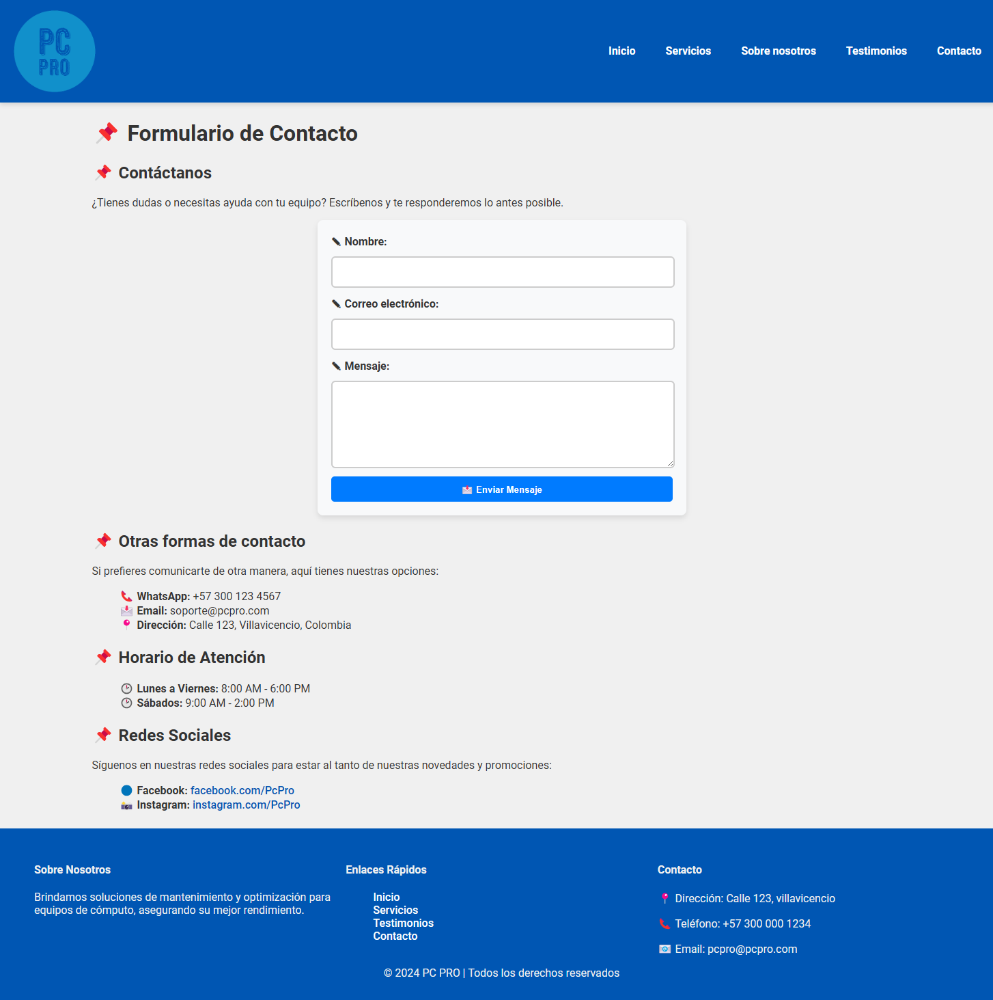 PC
PRO
Inicio
Servicios
Sobre nosotros
Testimonios
Contacto
📌 Formulario de Contacto
📌 Contáctanos
¿Tienes dudas o necesitas ayuda con tu equipo? Escríbenos y te responderemos lo antes posible.
✎ Nombre:
✎ Correo electrónico:
✎ Mensaje:
📩 Enviar Mensaje
📌 Otras formas de contacto
Si prefieres comunicarte de otra manera, aquí tienes nuestras opciones:
📞 WhatsApp: +57 300 123 4567
📩 Email: soporte@pcpro.com
📍 Dirección: Calle 123, Villavicencio, Colombia
📌 Horario de Atención
🕒 Lunes a Viernes: 8:00 AM - 6:00 PM
🕒 Sábados: 9:00 AM - 2:00 PM
📌 Redes Sociales
Síguenos en nuestras redes sociales para estar al tanto de nuestras novedades y promociones:
🔵 Facebook: facebook.com/PcPro
📸 Instagram: instagram.com/PcPro
Sobre Nosotros
Brindamos soluciones de mantenimiento y optimización para
equipos de cómputo, asegurando su mejor rendimiento.
Enlaces Rápidos
Inicio
Servicios
Testimonios
Contacto
Contacto
📍 Dirección: Calle 123, villavicencio
📞 Teléfono: +57 300 000 1234
📧 Email: pcpro@pcpro.com
© 2024 PC PRO | Todos los derechos reservados